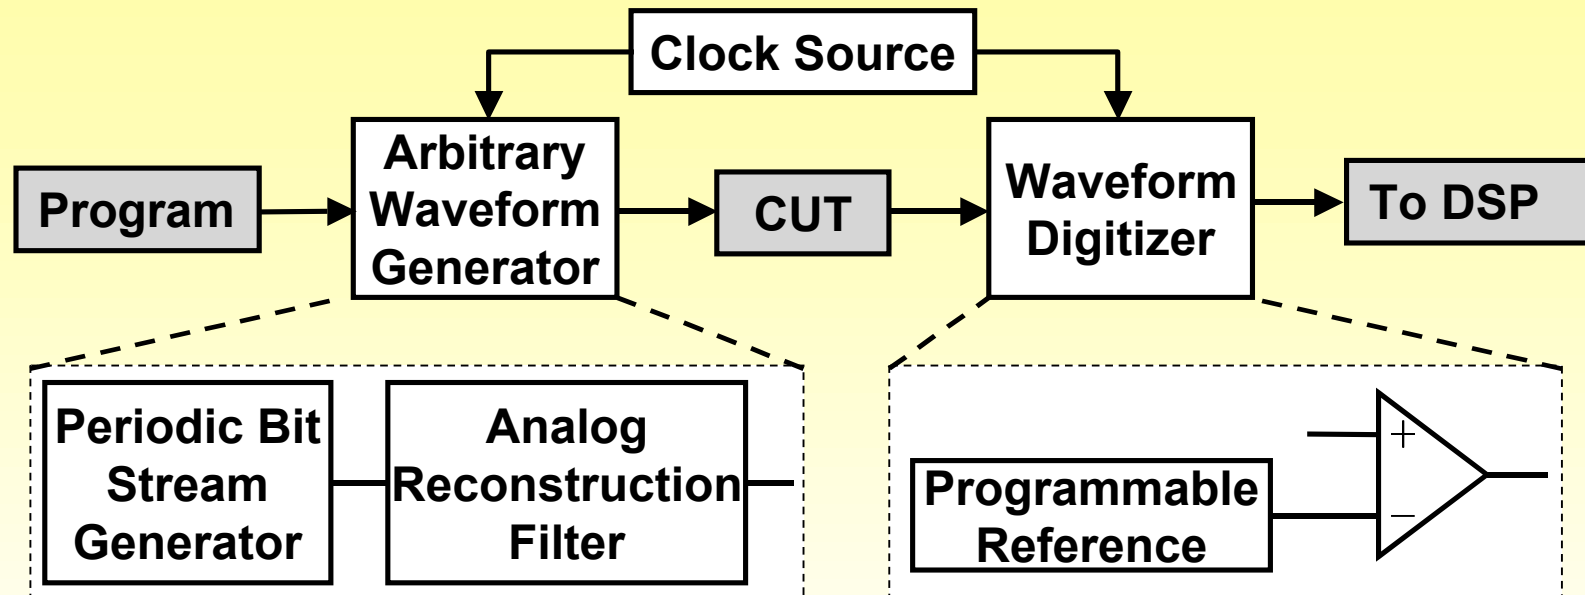 Clock Source
Program
Arbitrary
Waveform
Generator
CUT
Waveform
Digitizer
To DSP
Periodic Bit
Stream
Generator
Analog
Reconstruction
Filter
Programmable
Reference
+
−